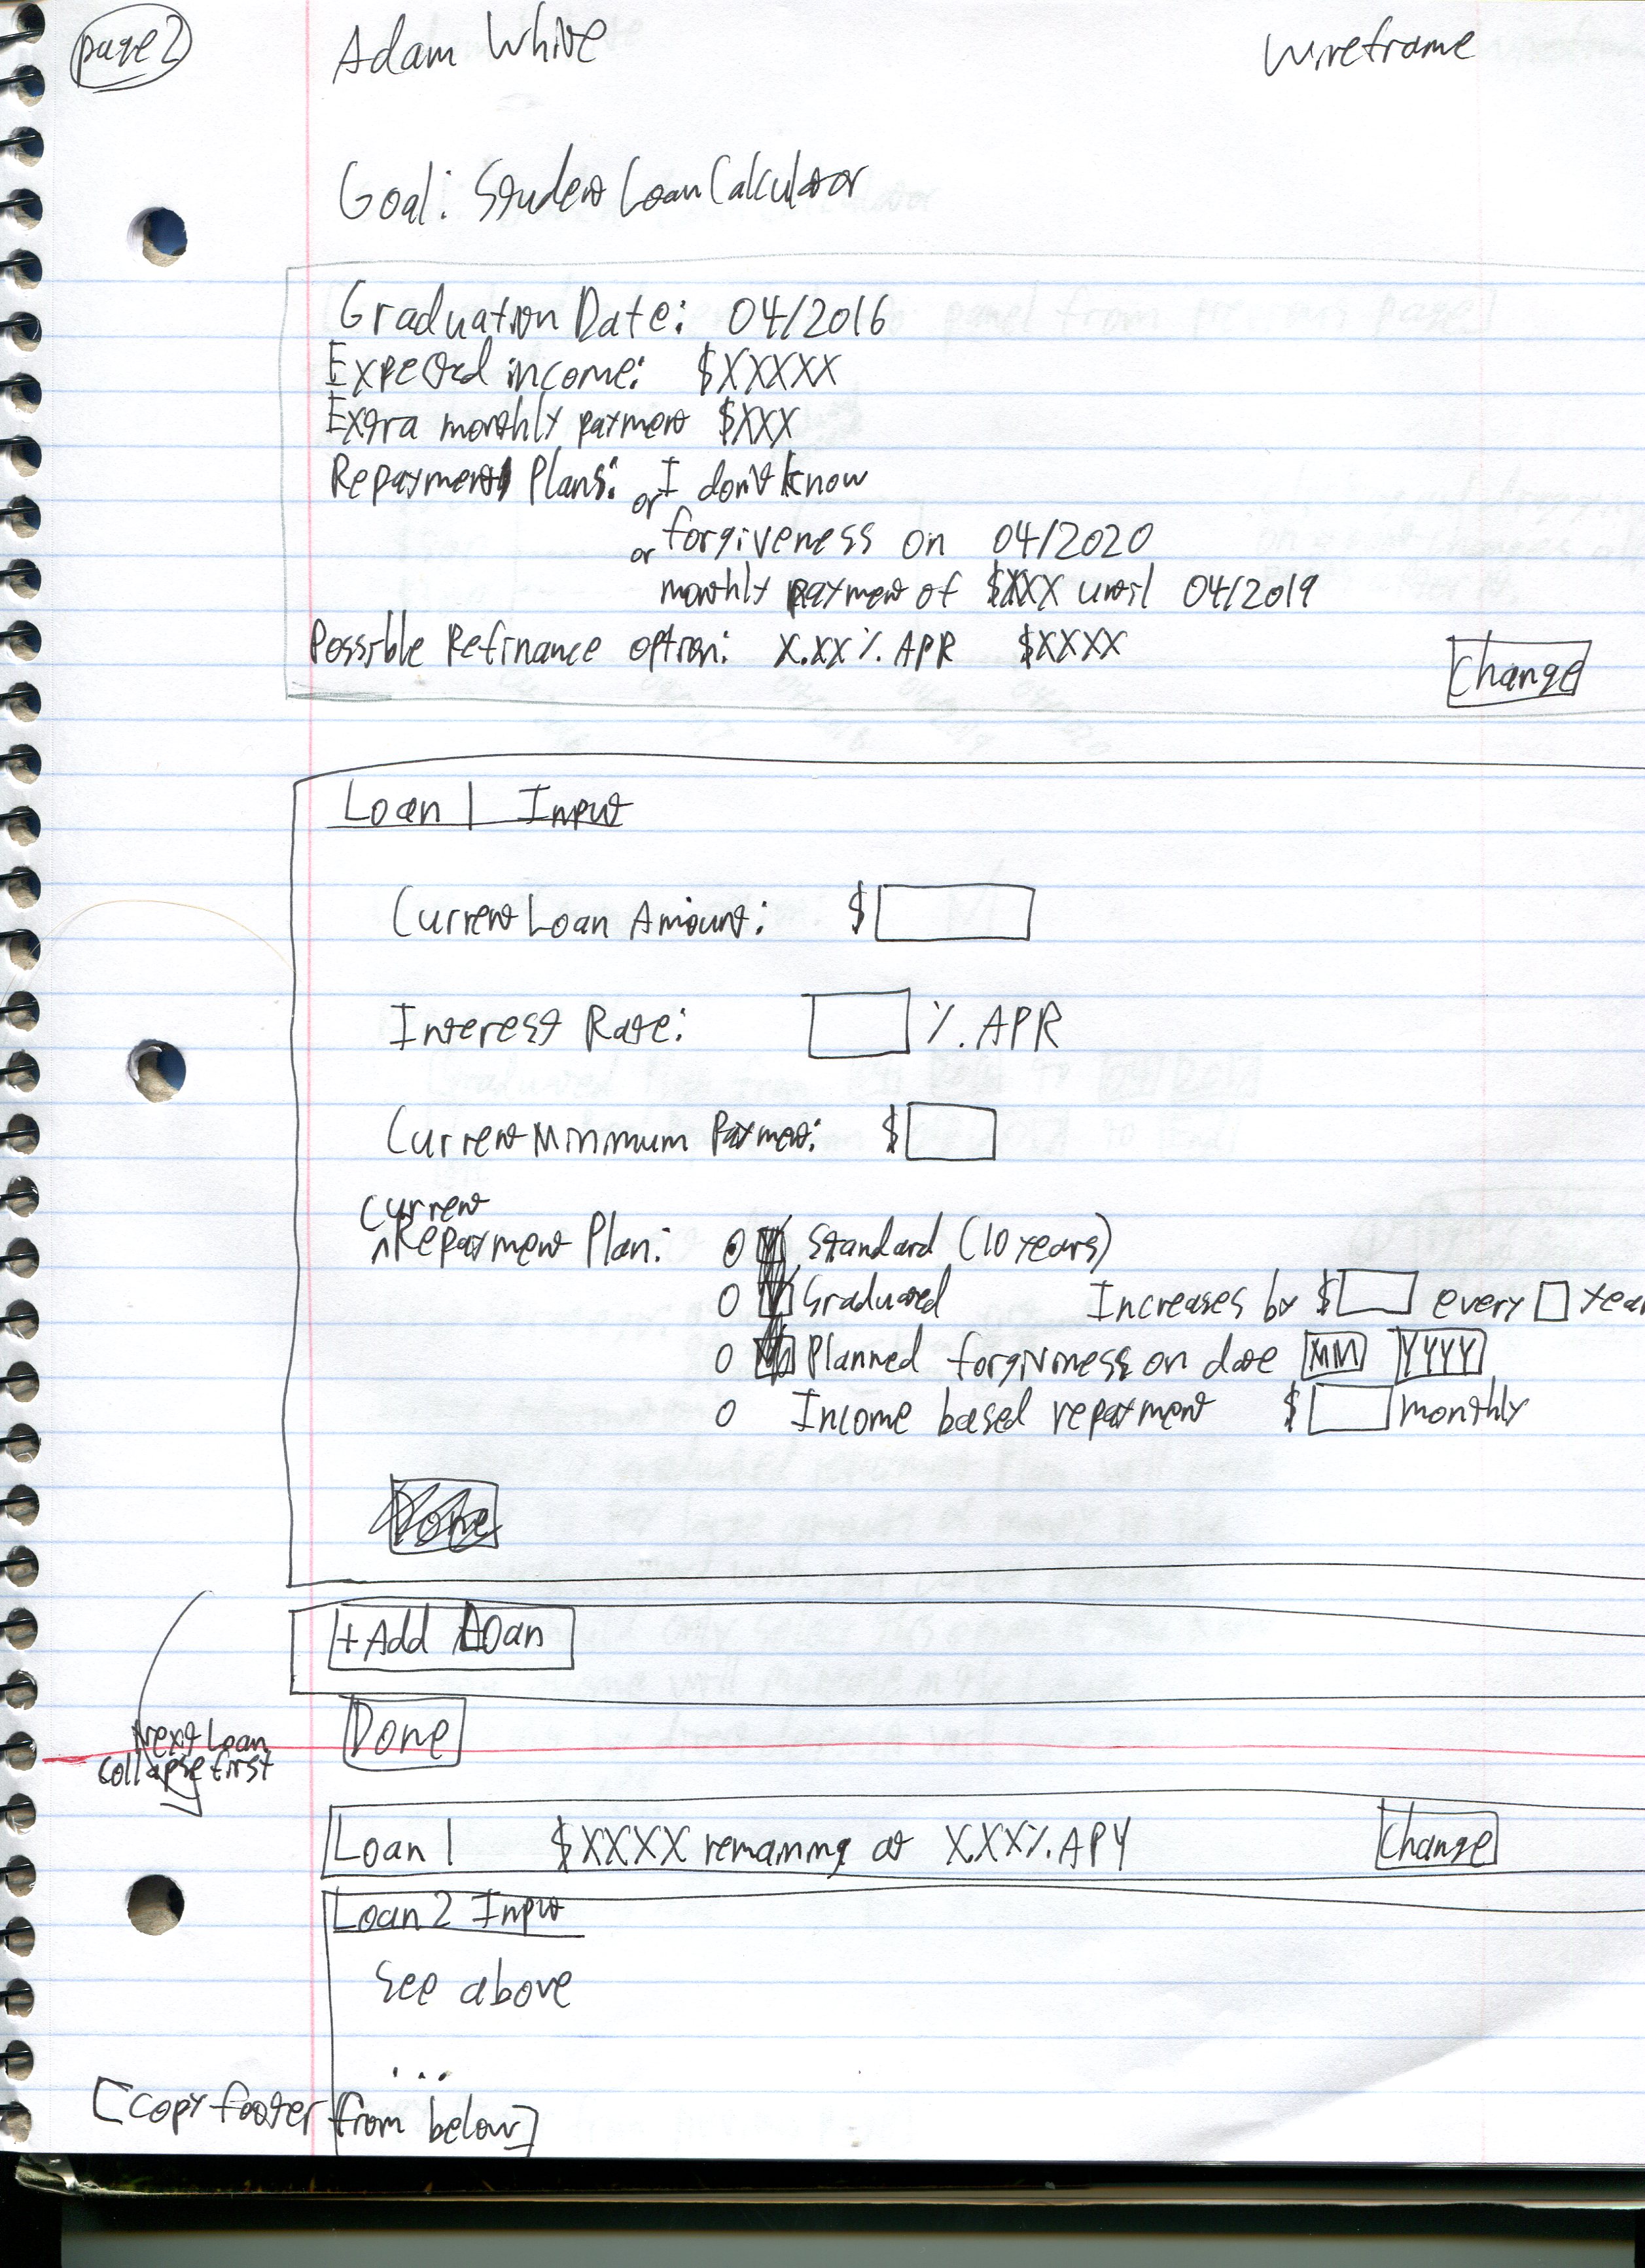 page 2
Adam White
Wireframe
Goal: Student Loan Calculator
Graduation Date: 04/2016
Expected income: $XXXXX
Extra monthly payment $XXX
Repayment Plans: I don't know
or forgiveness on 04/2020
or monthly payment of $XXX until 04/2019
Possible Refinance option: X.XX% APR $XXXX
Change
Loan 1 Input
Current Loan Amount: $
Interest Rate: % APR
Current Minimum Payment: $
Current
^Repayment Plan: Standard (10 years)
Graduated Increases by $ every year
Planned forgiveness on date MM YYYY
Income based repayment $ monthly
Done
+Add Loan
Done
Next Loan
collapse first
Loan 1 $XXXX remaining at X.XX% APY Change
Loan 2 Input
See above
...
[copy footer from below]